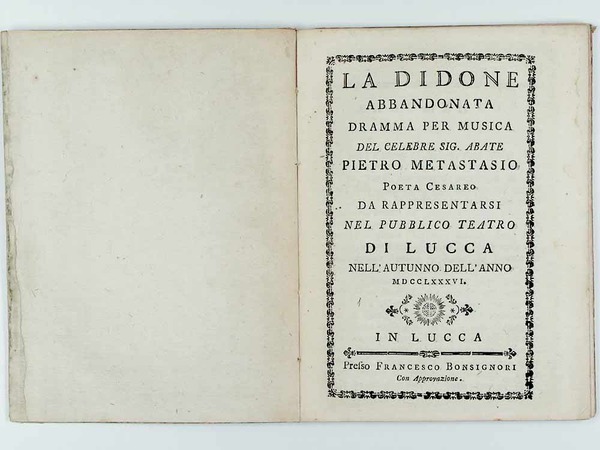 LA DIDONE
ABBANDONATA
DRAMMA PER MUSICA
DEL CELEBRE SIG. ABATE
PIETRO METASTASIO
POETA CESAREO
DA RAPPRESENTARSI
NEL PUBBLICO TEATRO
DI LUCCA
NELL'AUTUNNO DELL'ANNO
MDCCLXXXVI.
IN LUCCA
Preſſo FRANCESCO BONSIGNORI
Con Approvazione.